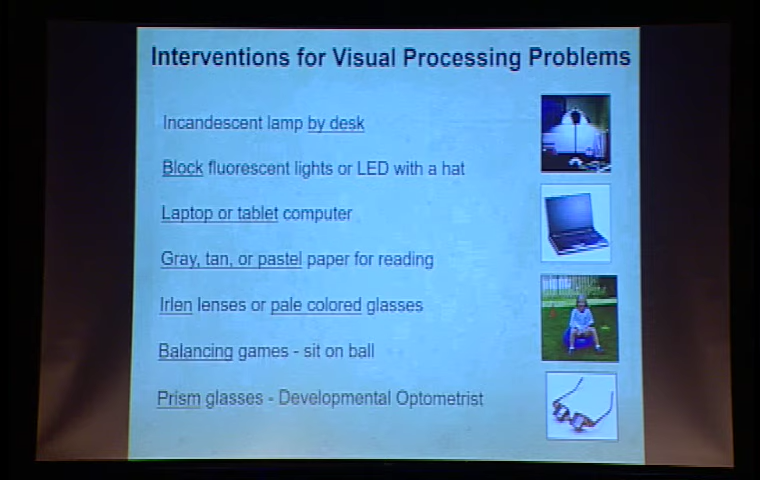 Interventions for Visual Processing Problems
Incandescent lamp by desk
Block fluorescent lights or LED with a hat
Laptop or tablet computer
Gray, tan, or pastel paper for reading
Irlen lenses or pale colored glasses
Balancing games - sit on ball
Prism glasses - Developmental Optometrist